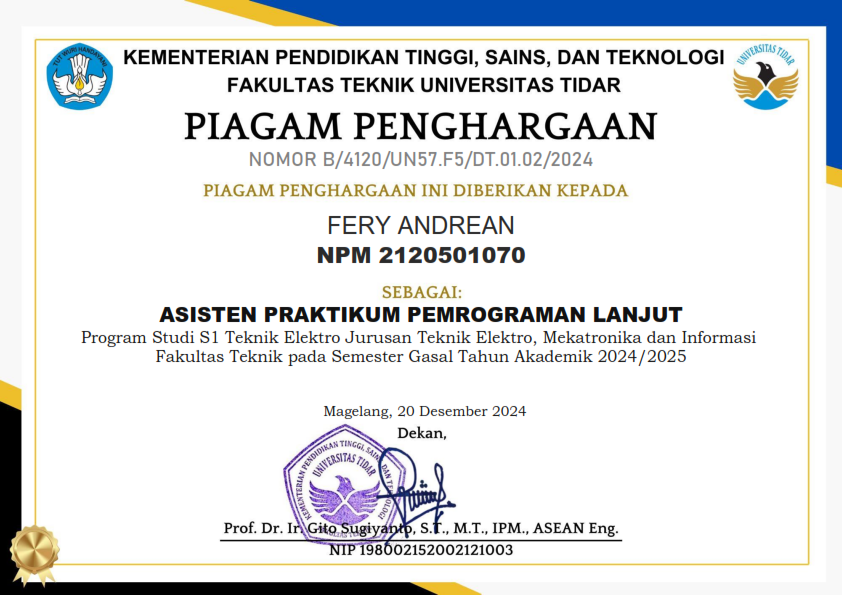 TUT WURI HANDAYANI
KEMENTERIAN PENDIDIKAN TINGGI, SAINS, DAN TEKNOLOGI
UNIVERSITAS TIDAR
FAKULTAS TEKNIK UNIVERSITAS TIDAR
PIAGAM PENGHARGAAN
NOMOR B/4120/UN57.F5/DT.01.02/2024
PIAGAM PENGHARGAAN INI DIBERIKAN KEPADA
FERY ANDREAN
NPM 2120501070
SEBAGAI:
ASISTEN PRAKTIKUM PEMROGRAMAN LANJUT
Program Studi S1 Teknik Elektro Jurusan Teknik Elektro, Mekatronika dan Informasi
Fakultas Teknik pada Semester Gasal Tahun Akademik 2024/2025
Magelang, 20 Desember 2024
Dekan,
KEMENTERIAN PENDIDIKAN TINGGI, SAINS, DAN TEKNOLOGI
UNIVERSITAS TIDAR
FAKULTAS TEKNIK
Prof. Dr. Ir. Gito Sugiyanto, S.T., M.T., IPM., ASEAN Eng.
NIP 198002152002121003